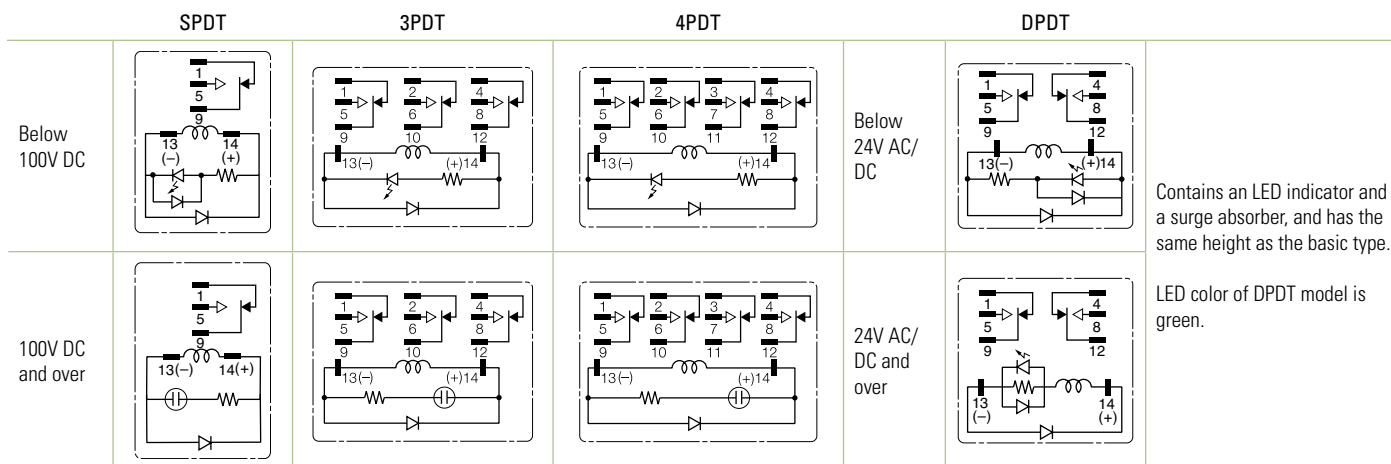 SPDT 3PDT 4PDT DPDT
Below
100V DC
1
5
9
13 14
(−) (+)
1 2 4
5 6 8
9 10 12
13(−) (+)14
1 2 3 4
5 6 7 8
9 10 11 12
13(−) (+)14
Below
24V AC/
DC
1 4
5 8
9 12
13(−) (+)14
Contains an LED indicator and
a surge absorber, and has the
same height as the basic type.
LED color of DPDT model is
green.
100V DC
and over
1
5
9
13(−) 14(+)
1 2 4
5 6 8
9 10 12
13(−) (+)14
1 2 3 4
5 6 7 8
9 10 11 12
13(−) (+)14
24V AC/
DC and
over
1 4
5 8
9 12
13 14
(−) (+)